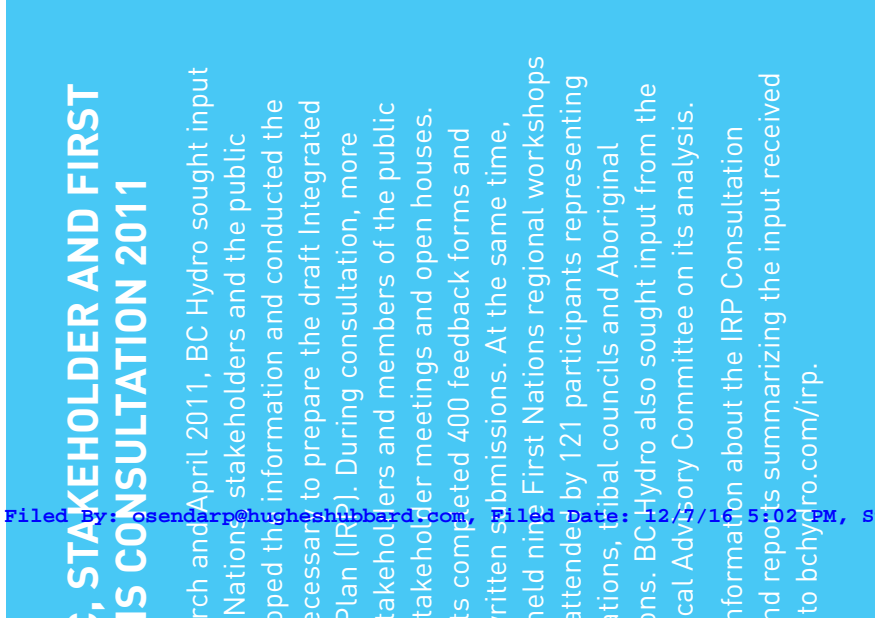 , STAKEHOLDER AND FIRST
NS CONSULTATION 2011
rch and April 2011, BC Hydro sought input
Nations, stakeholders and the public
oped the information and conducted the
ecessary to prepare the draft Integrated
Plan (IRP). During consultation, more
takeholders and members of the public
takeholder meetings and open houses.
ts completed 400 feedback forms and
written submissions. At the same time,
held nine First Nations regional workshops
attended by 121 participants representing
ations, tribal councils and Aboriginal
ons. BC Hydro also sought input from the
cal Advisory Committee on its analysis.
nformation about the IRP Consultation
nd reports summarizing the input received
to bchydro.com/irp.
Filed By: osendarp@hugheshubbard.com, Filed Date: 12/7/16 5:02 PM, S